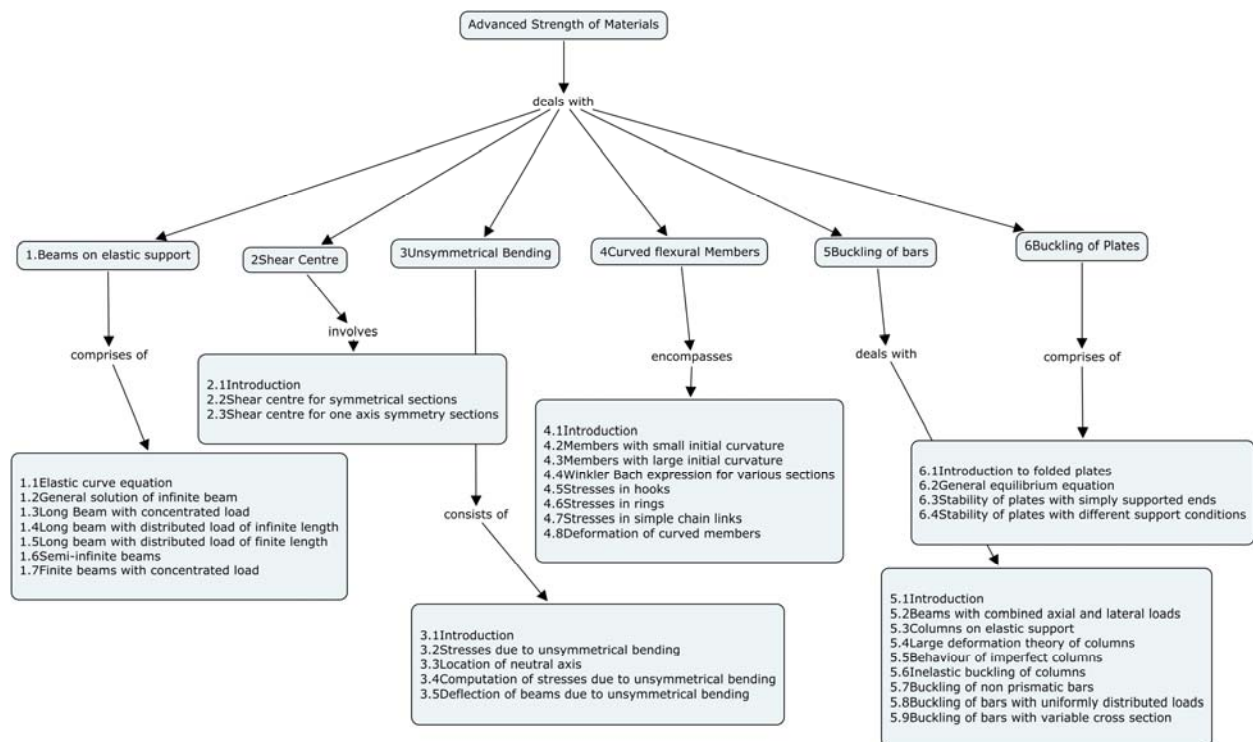 Advanced Strength of Materials
deals with
1.Beams on elastic support
2Shear Centre
3Unsymmetrical Bending
4Curved flexural Members
5Buckling of bars
6Buckling of Plates
comprises of
involves
encompasses
deals with
comprises of
2.1Introduction
2.2Shear centre for symmetrical sections
2.3Shear centre for one axis symmetry sections
1.1Elastic curve equation
1.2General solution of infinite beam
1.3Long Beam with concentrated load
1.4Long beam with distributed load of infinite length
1.5Long beam with distributed load of finite length
1.6Semi-infinite beams
1.7Finite beams with concentrated load
consists of
4.1Introduction
4.2Members with small initial curvature
4.3Members with large initial curvature
4.4Winkler Bach expression for various sections
4.5Stresses in hooks
4.6Stresses in rings
4.7Stresses in simple chain links
4.8Deformation of curved members
6.1Introduction to folded plates
6.2General equilibrium equation
6.3Stability of plates with simply supported ends
6.4Stability of plates with different support conditions
3.1Introduction
3.2Stresses due to unsymmetrical bending
3.3Location of neutral axis
3.4Computation of stresses due to unsymmetrical bending
3.5Deflection of beams due to unsymmetrical bending
5.1Introduction
5.2Beams with combined axial and lateral loads
5.3Columns on elastic support
5.4Large deformation theory of columns
5.5Behaviour of imperfect columns
5.6Inelastic buckling of columns
5.7Buckling of non prismatic bars
5.8Buckling of bars with uniformly distributed loads
5.9Buckling of bars with variable cross section